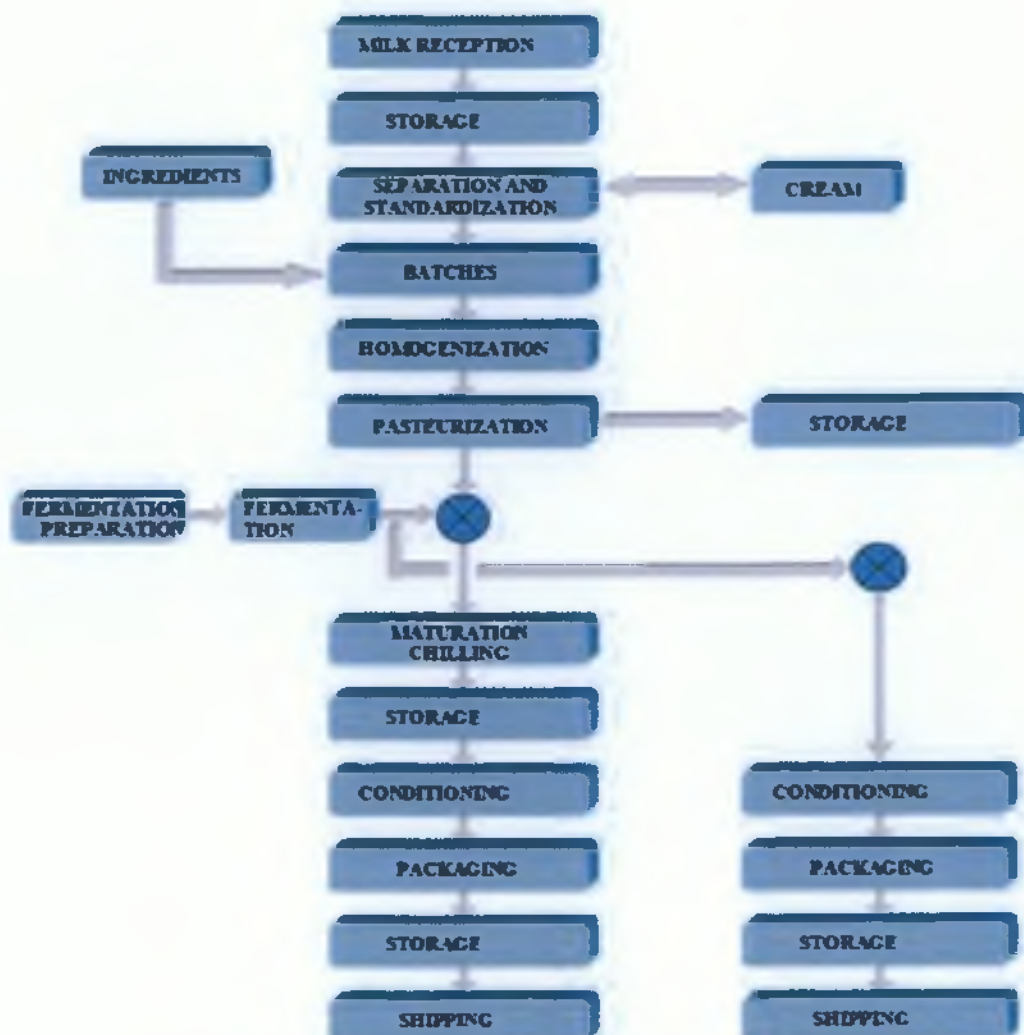 MILK RECEPTION
STORAGE
INGREDIENTS
SEPARATION AND
STANDARDIZATION
CREAM
BATCHES
HOMOGENIZATION
PASTEURIZATION
STORAGE
FERMENTATION
PREPARATION
FERMENTA-
TION
MATURATION
CHILLING
STORAGE
CONDITIONING
CONDITIONING
PACKAGING
PACKAGING
STORAGE
STORAGE
SHIPPING
SHIPPING